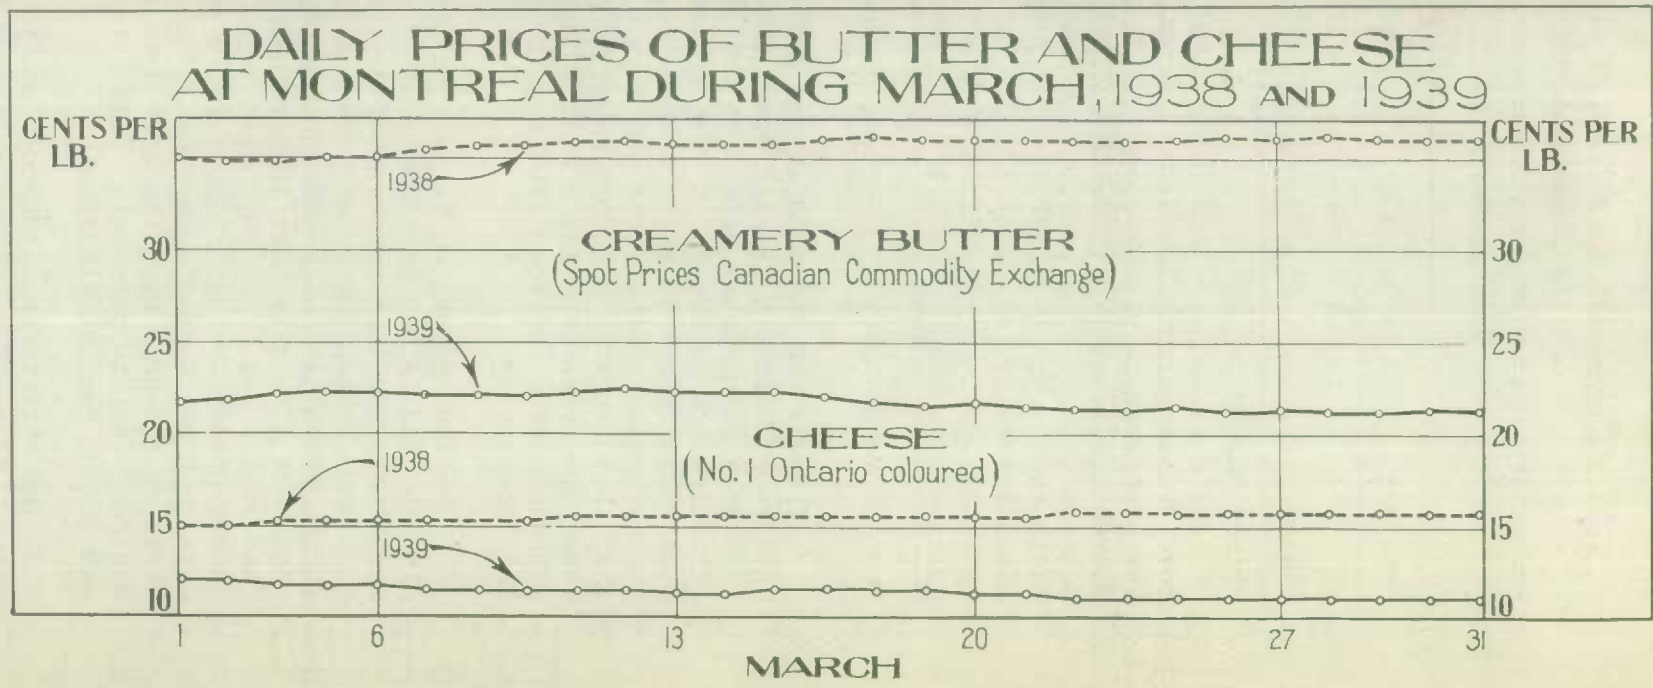 DAILY PRICES OF BUTTER AND CHEESE
AT MONTREAL DURING MARCH, 1938 AND 1939
CENTS PER
LB.
CENTS PER
LB.
1938
CREAMERY BUTTER
(Spot Prices Canadian Commodity Exchange)
30
30
1939
25
25
20
20
CHEESE
(No. 1 Ontario coloured)
1938
15
15
1939
10
10
1
6
13
20
27
31
MARCH